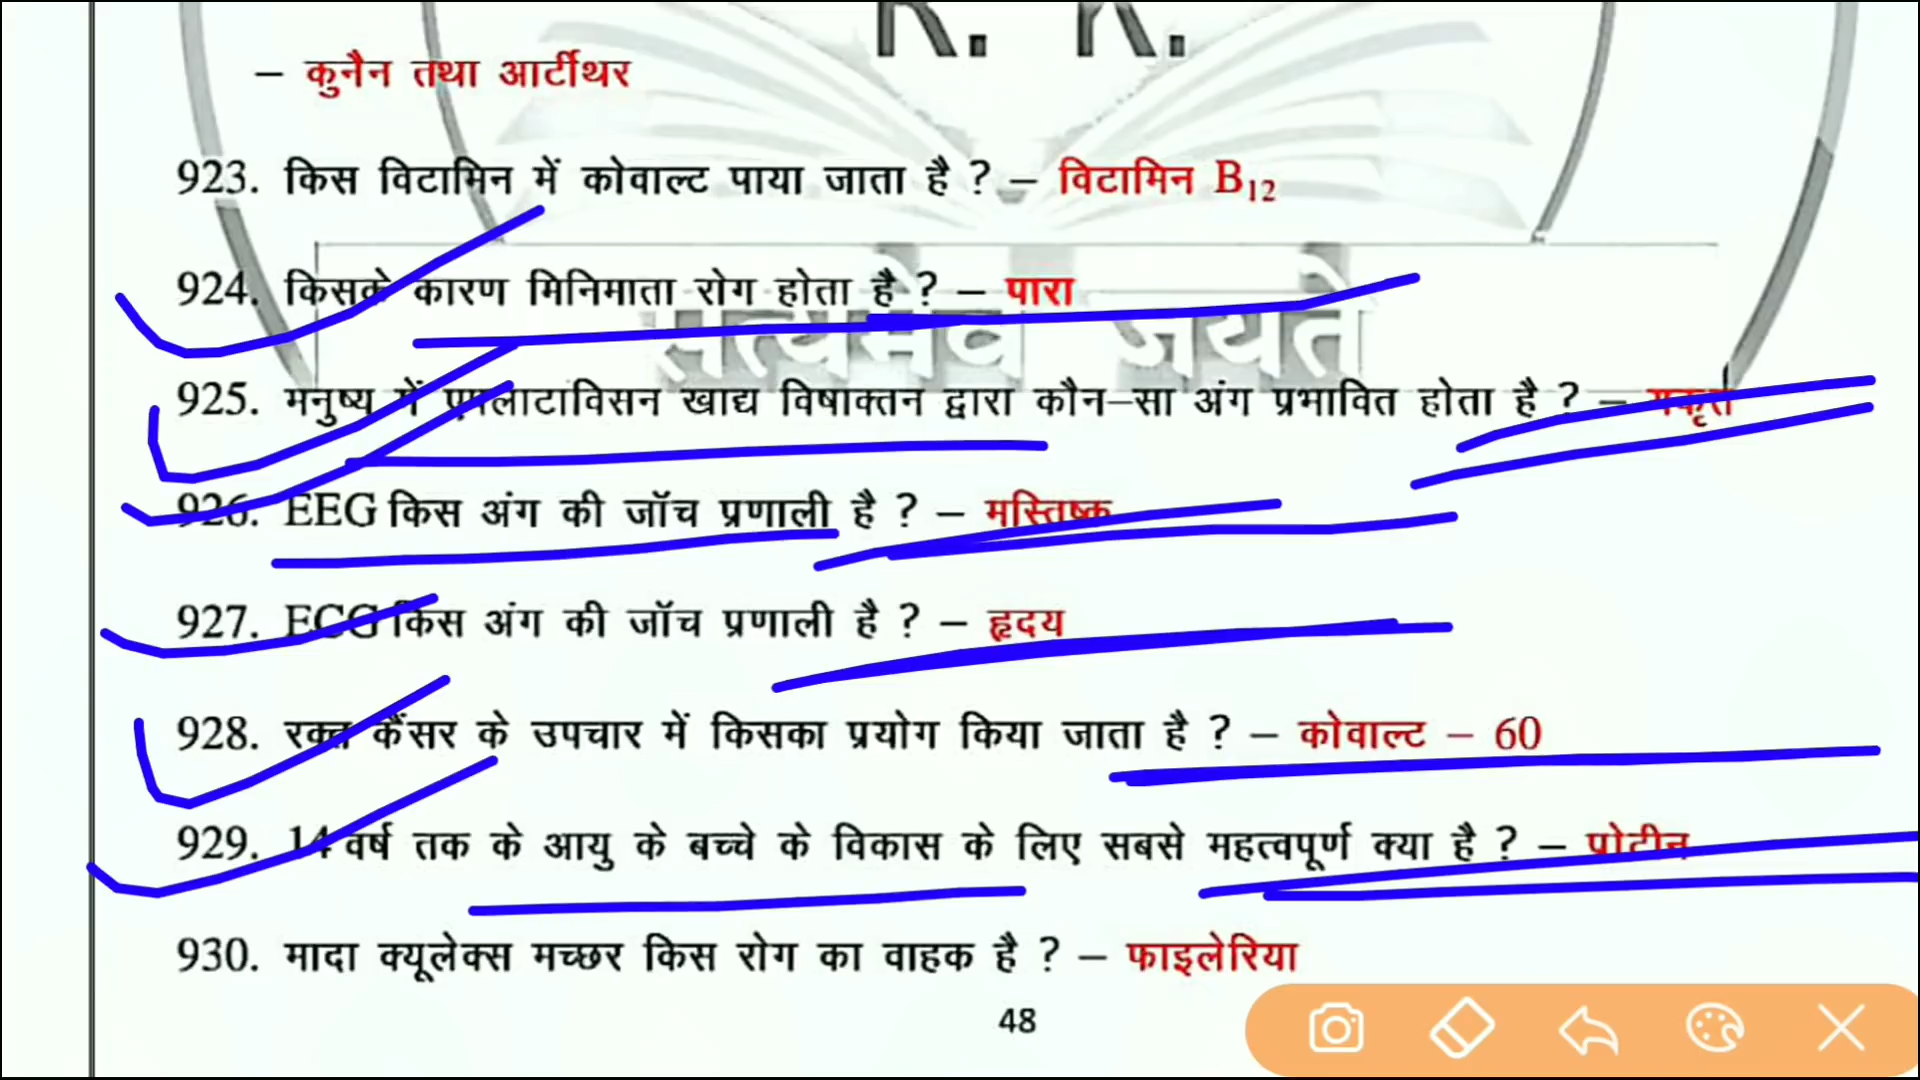 R. K.
– कुनैन तथा आर्टीथर
923. किस विटामिन में कोवाल्ट पाया जाता है ? – विटामिन B₁₂
924. किसके कारण मिनिमाता रोग होता है ? – पारा
सत्यमेव जयते
925. मनुष्य में एफ्लाटाविसन खाद्य विषाक्तन द्वारा कौन–सा अंग प्रभावित होता है ? – यकृत
926. EEG किस अंग की जॉच प्रणाली है ? – मस्तिष्क
927. ECG किस अंग की जॉच प्रणाली है ? – हृदय
928. रक्त कैंसर के उपचार में किसका प्रयोग किया जाता है ? – कोवाल्ट – 60
929. 14 वर्ष तक के आयु के बच्चे के विकास के लिए सबसे महत्वपूर्ण क्या है ? – प्रोटीन
930. मादा क्यूलेक्स मच्छर किस रोग का वाहक है ? – फाइलेरिया
48